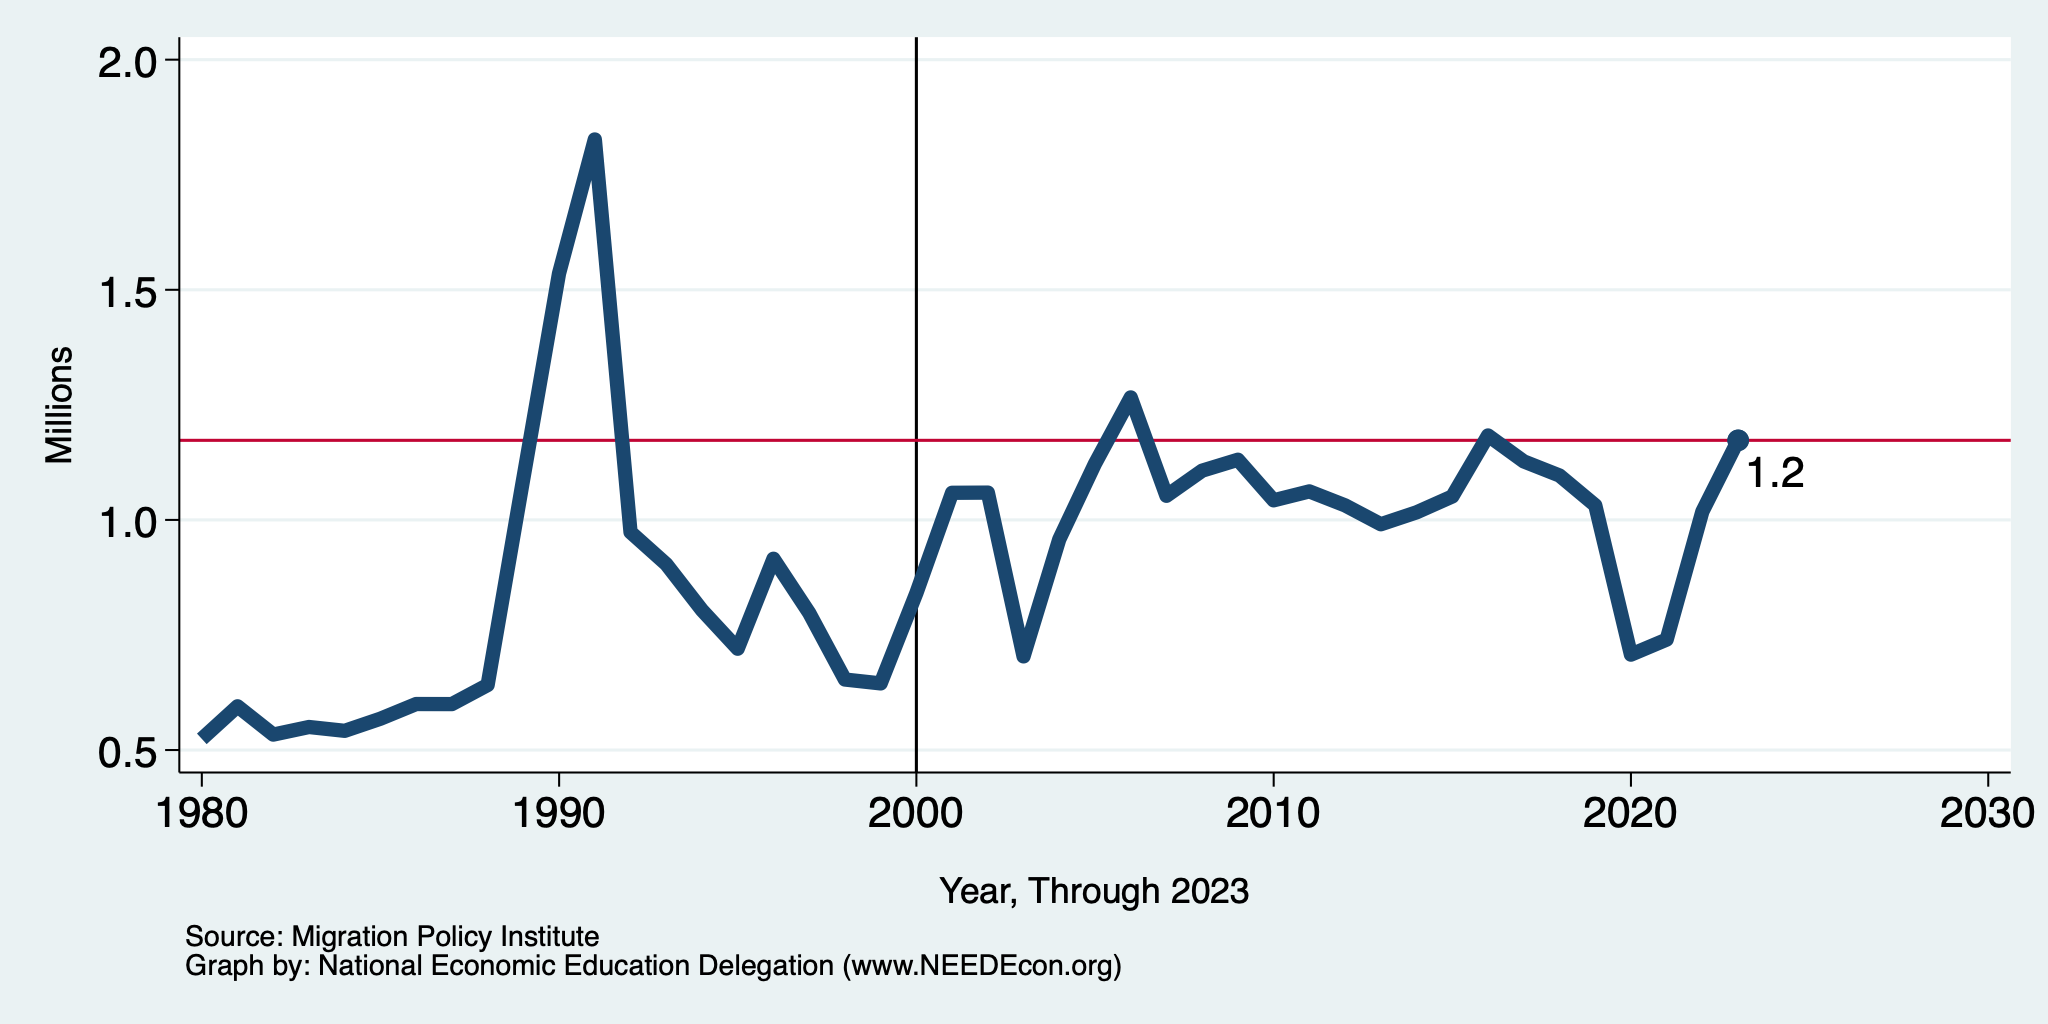 2.0
1.5
1.0
0.5
Millions
1.2
1980 1990 2000 2010 2020 2030
Year, Through 2023
Source: Migration Policy Institute
Graph by: National Economic Education Delegation (www.NEEDEcon.org)